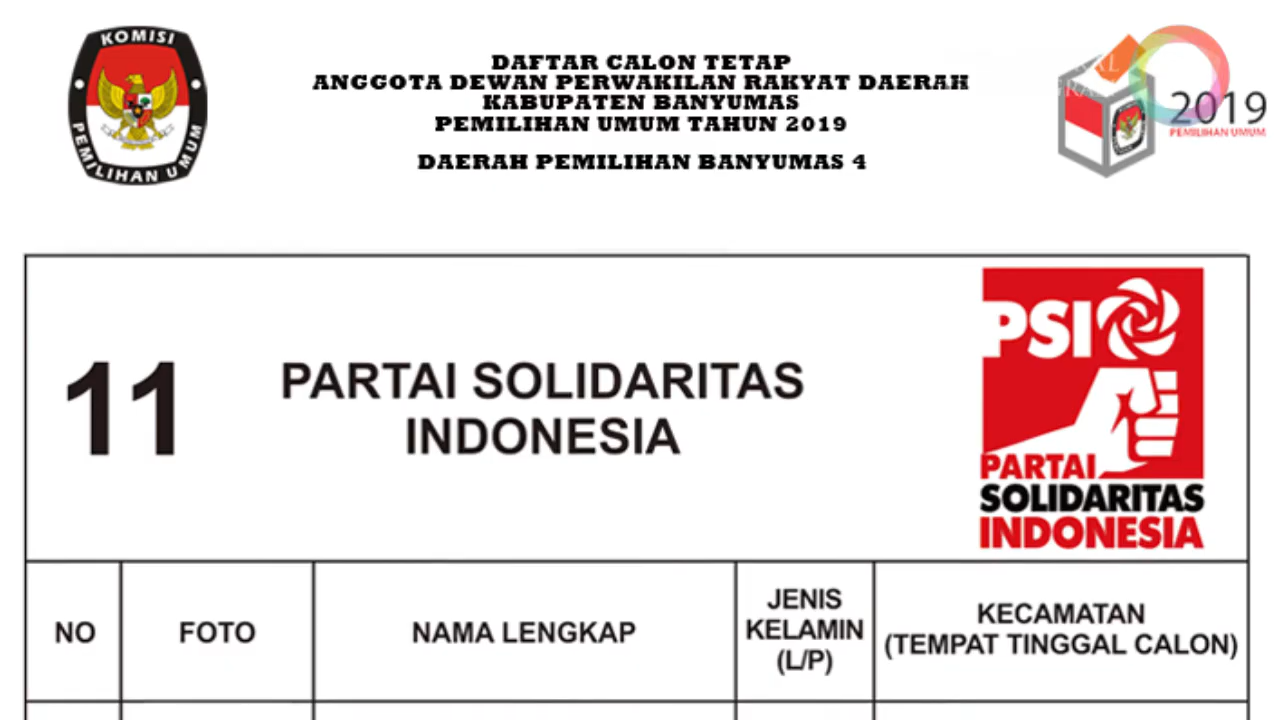 KOMISI
PEMILIHAN UMUM
DAFTAR CALON TETAP
ANGGOTA DEWAN PERWAKILAN RAKYAT DAERAH
KABUPATEN BANYUMAS
PEMILIHAN UMUM TAHUN 2019
DAERAH PEMILIHAN BANYUMAS 4
2019
PEMILIHAN UMUM
11
PARTAI SOLIDARITAS
INDONESIA
PSI
PARTAI
SOLIDARITAS
INDONESIA
NO
FOTO
NAMA LENGKAP
JENIS
KELAMIN
(L/P)
KECAMATAN
(TEMPAT TINGGAL CALON)